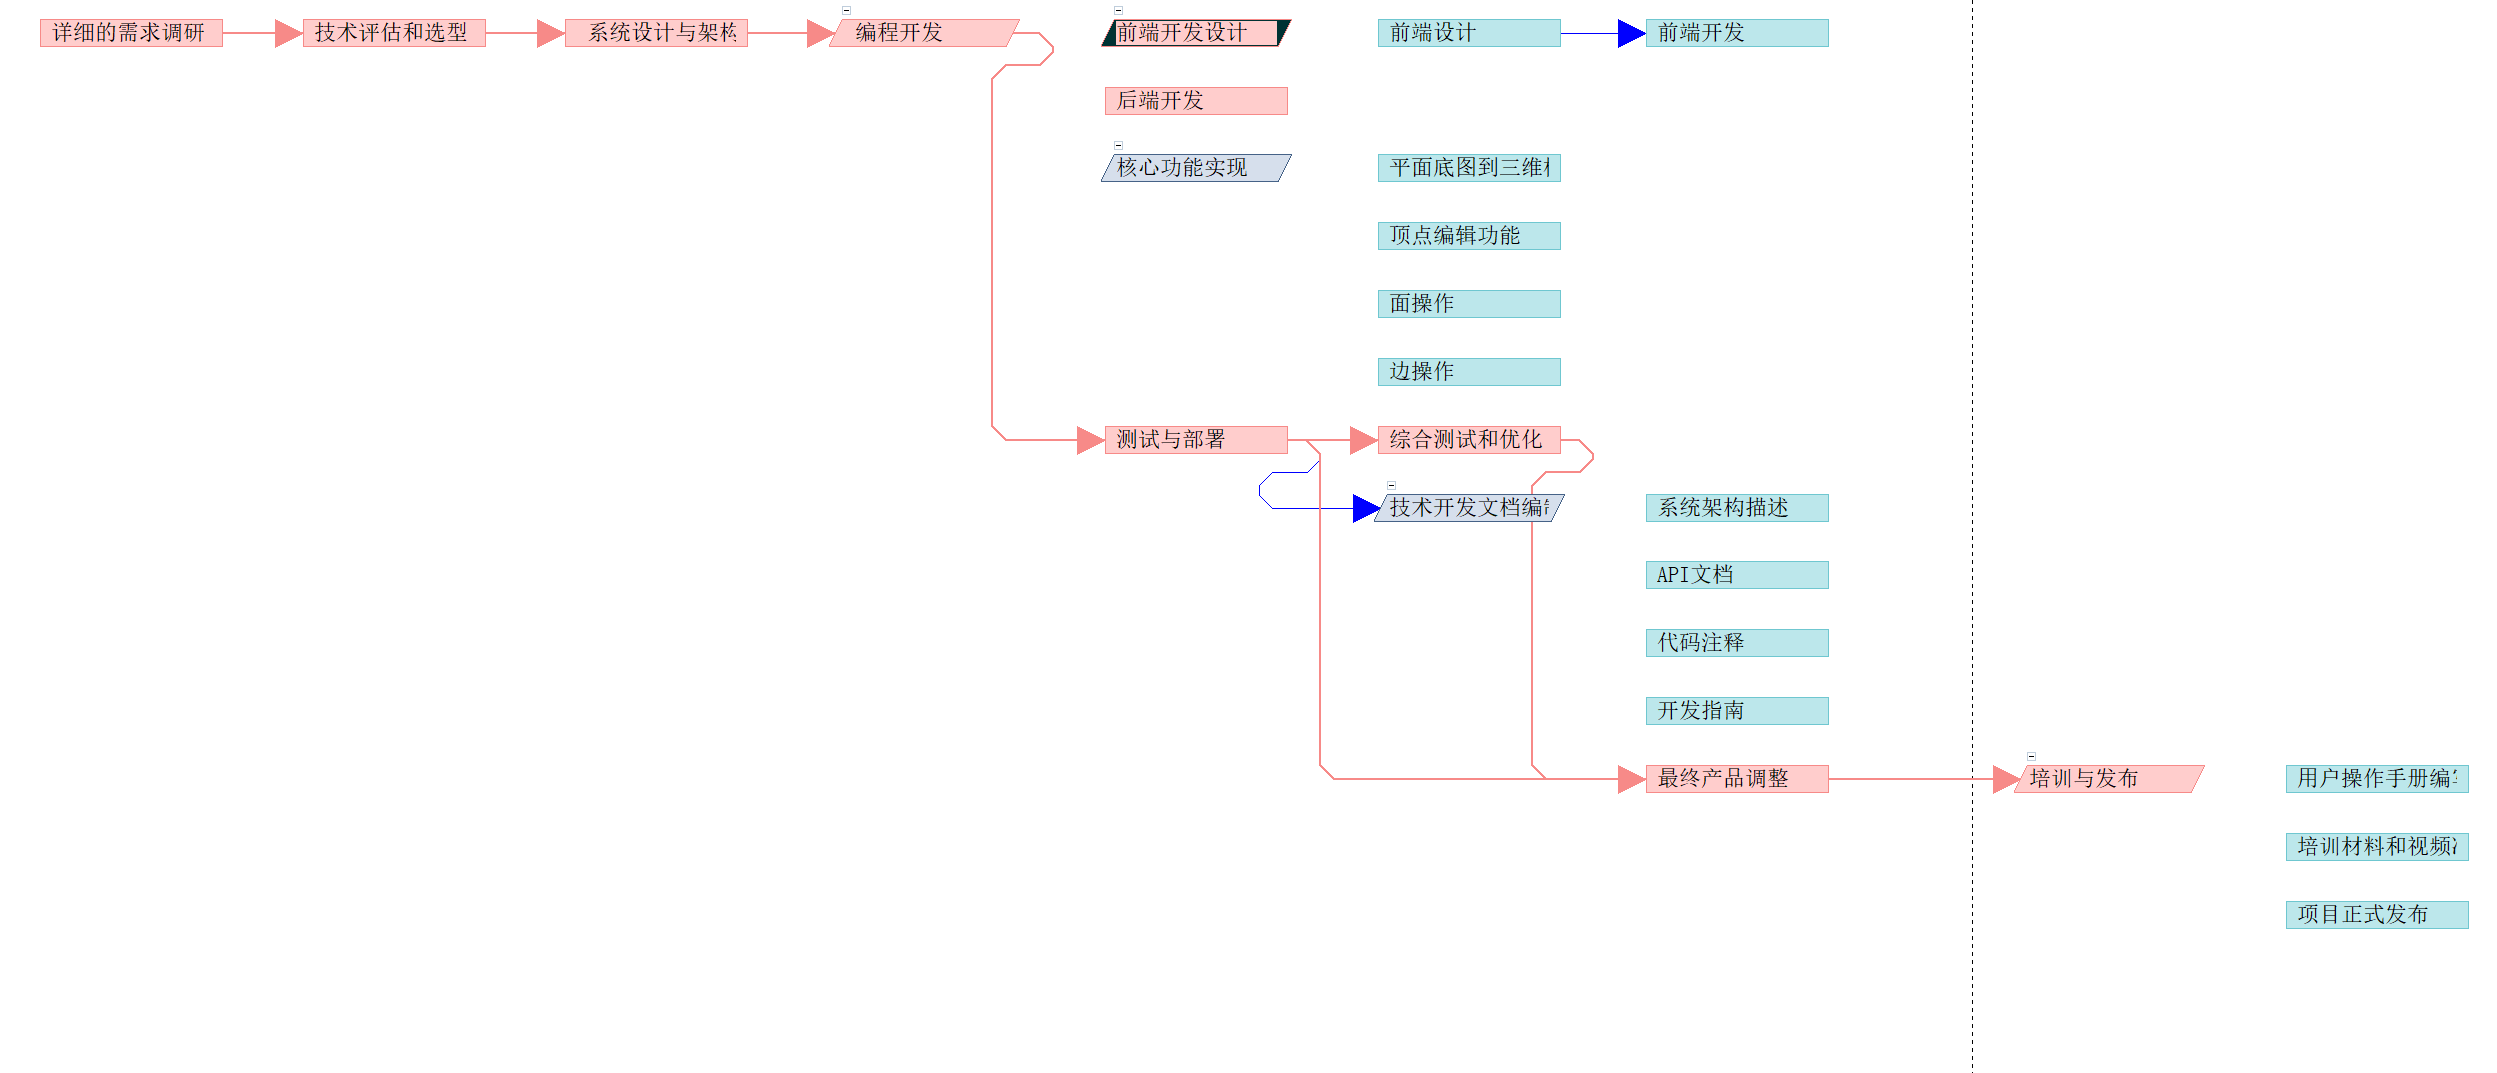 详细的需求调研
技术评估和选型
系统设计与架构
编程开发
前端开发设计
前端设计
前端开发
后端开发
核心功能实现
平面底图到三维
顶点编辑功能
面操作
边操作
测试与部署
综合测试和优化
技术开发文档编
系统架构描述
API文档
代码注释
开发指南
最终产品调整
培训与发布
用户操作手册编
培训材料和视频
项目正式发布